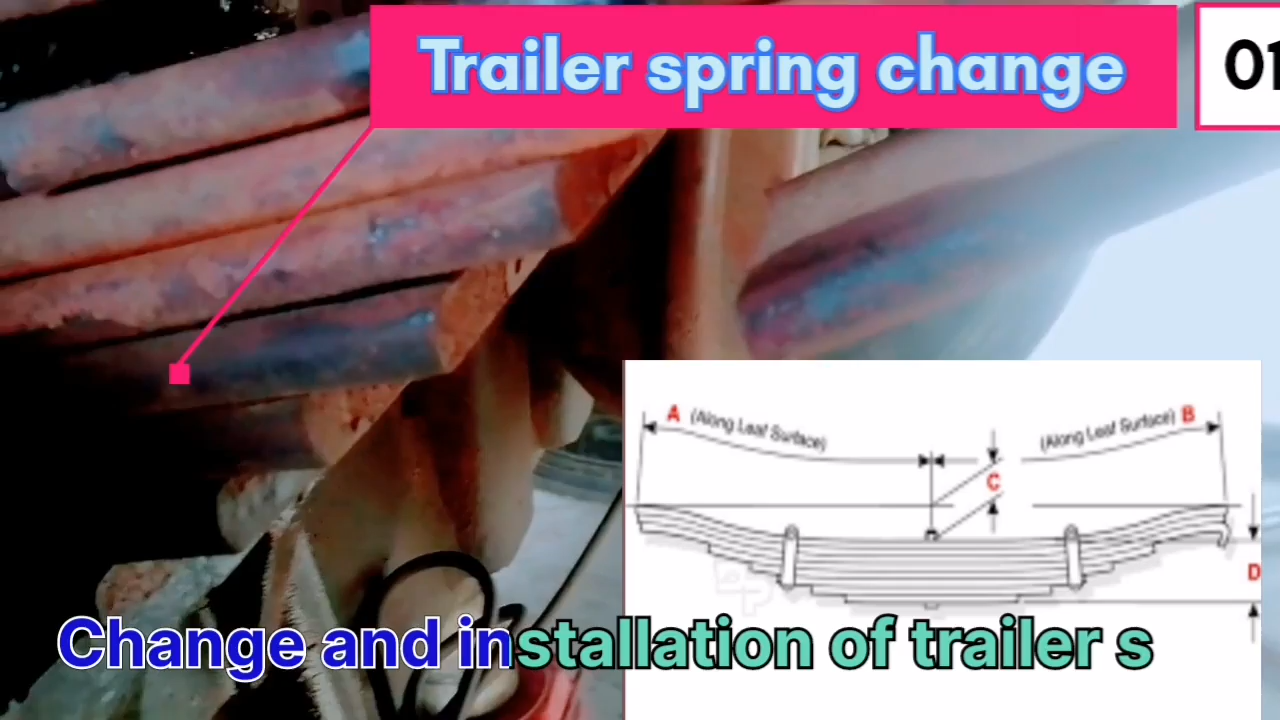 Trailer spring change
01
A (Along Leaf Surface)
(Along Leaf Surface) B
C
D
Change and installation of trailer s